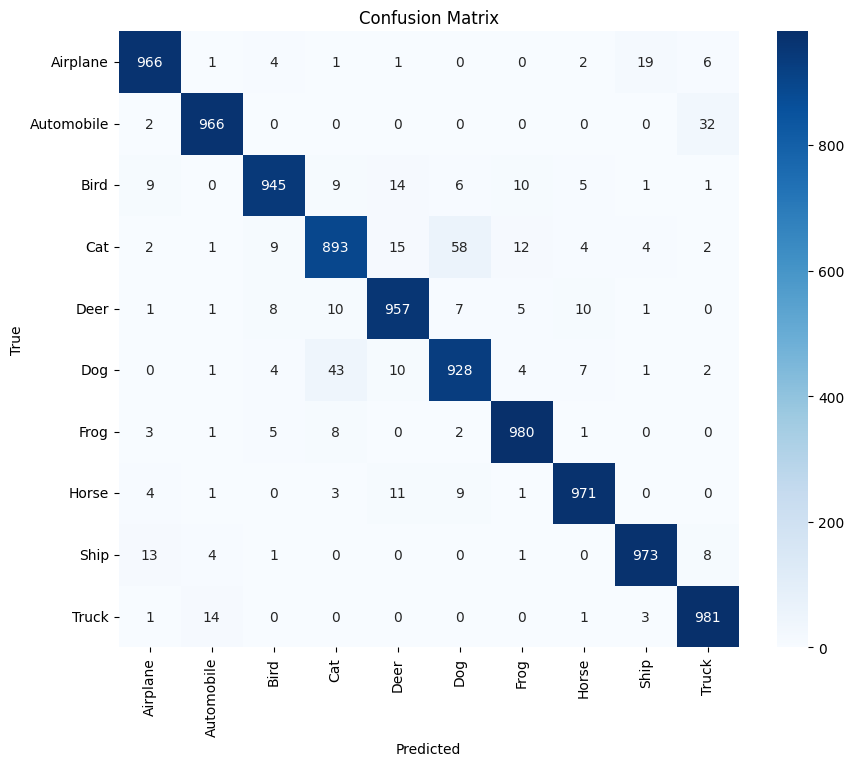 Confusion Matrix
Airplane 966 1 4 1 1 0 0 2 19 6
Automobile 2 966 0 0 0 0 0 0 0 32
Bird 9 0 945 9 14 6 10 5 1 1
Cat 2 1 9 893 15 58 12 4 4 2
Deer 1 1 8 10 957 7 5 10 1 0
Dog 0 1 4 43 10 928 4 7 1 2
Frog 3 1 5 8 0 2 980 1 0 0
Horse 4 1 0 3 11 9 1 971 0 0
Ship 13 4 1 0 0 0 1 0 973 8
Truck 1 14 0 0 0 0 0 1 3 981
Airplane Automobile Bird Cat Deer Dog Frog Horse Ship Truck
Predicted
True
800
600
400
200
0